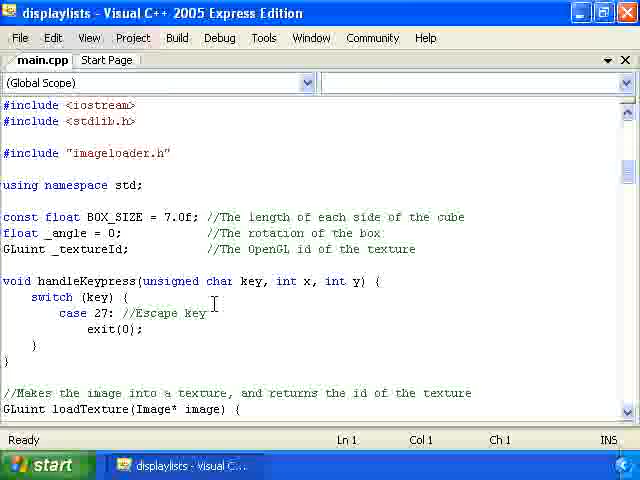 displaylists - Visual C++ 2005 Express Edition
File Edit View Project Build Debug Tools Window Community Help
main.cpp Start Page
(Global Scope)
#include <iostream>
#include <stdlib.h>
#include "imageloader.h"
using namespace std;
const float BOX_SIZE = 7.0f; //The length of each side of the cube
float _angle = 0; //The rotation of the box
GLuint _textureId; //The OpenGL id of the texture
void handleKeypress(unsigned char key, int x, int y) {
switch (key) {
case 27: //Escape key
exit(0);
}
}
//Makes the image into a texture, and returns the id of the texture
GLuint loadTexture(Image* image) {
Ready Ln 1 Col 1 Ch 1 INS
start displaylists - Visual C...